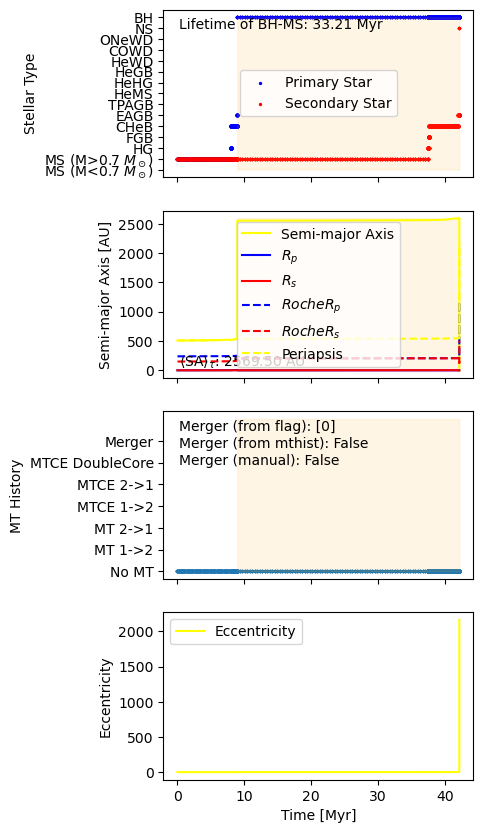 BH
NS
ONeWD
COWD
HeWD
HeGB
HeHG
HeMS
TPAGB
EAGB
CHeB
FGB
HG
MS (M>0.7 M⊙)
MS (M<0.7 M⊙)
Stellar Type
Lifetime of BH-MS: 33.21 Myr
Primary Star
Secondary Star
2500
2000
1500
1000
500
0
Semi-major Axis [AU]
Semi-major Axis
Rp
Rs
RocheRp
RocheRs
Periapsis
(SA)i: 2569.50 AU
Merger
MTCE DoubleCore
MTCE 2->1
MTCE 1->2
MT 2->1
MT 1->2
No MT
MT History
Merger (from flag): [0]
Merger (from mthist): False
Merger (manual): False
2000
1500
1000
500
0
Eccentricity
Eccentricity
0 10 20 30 40
Time [Myr]